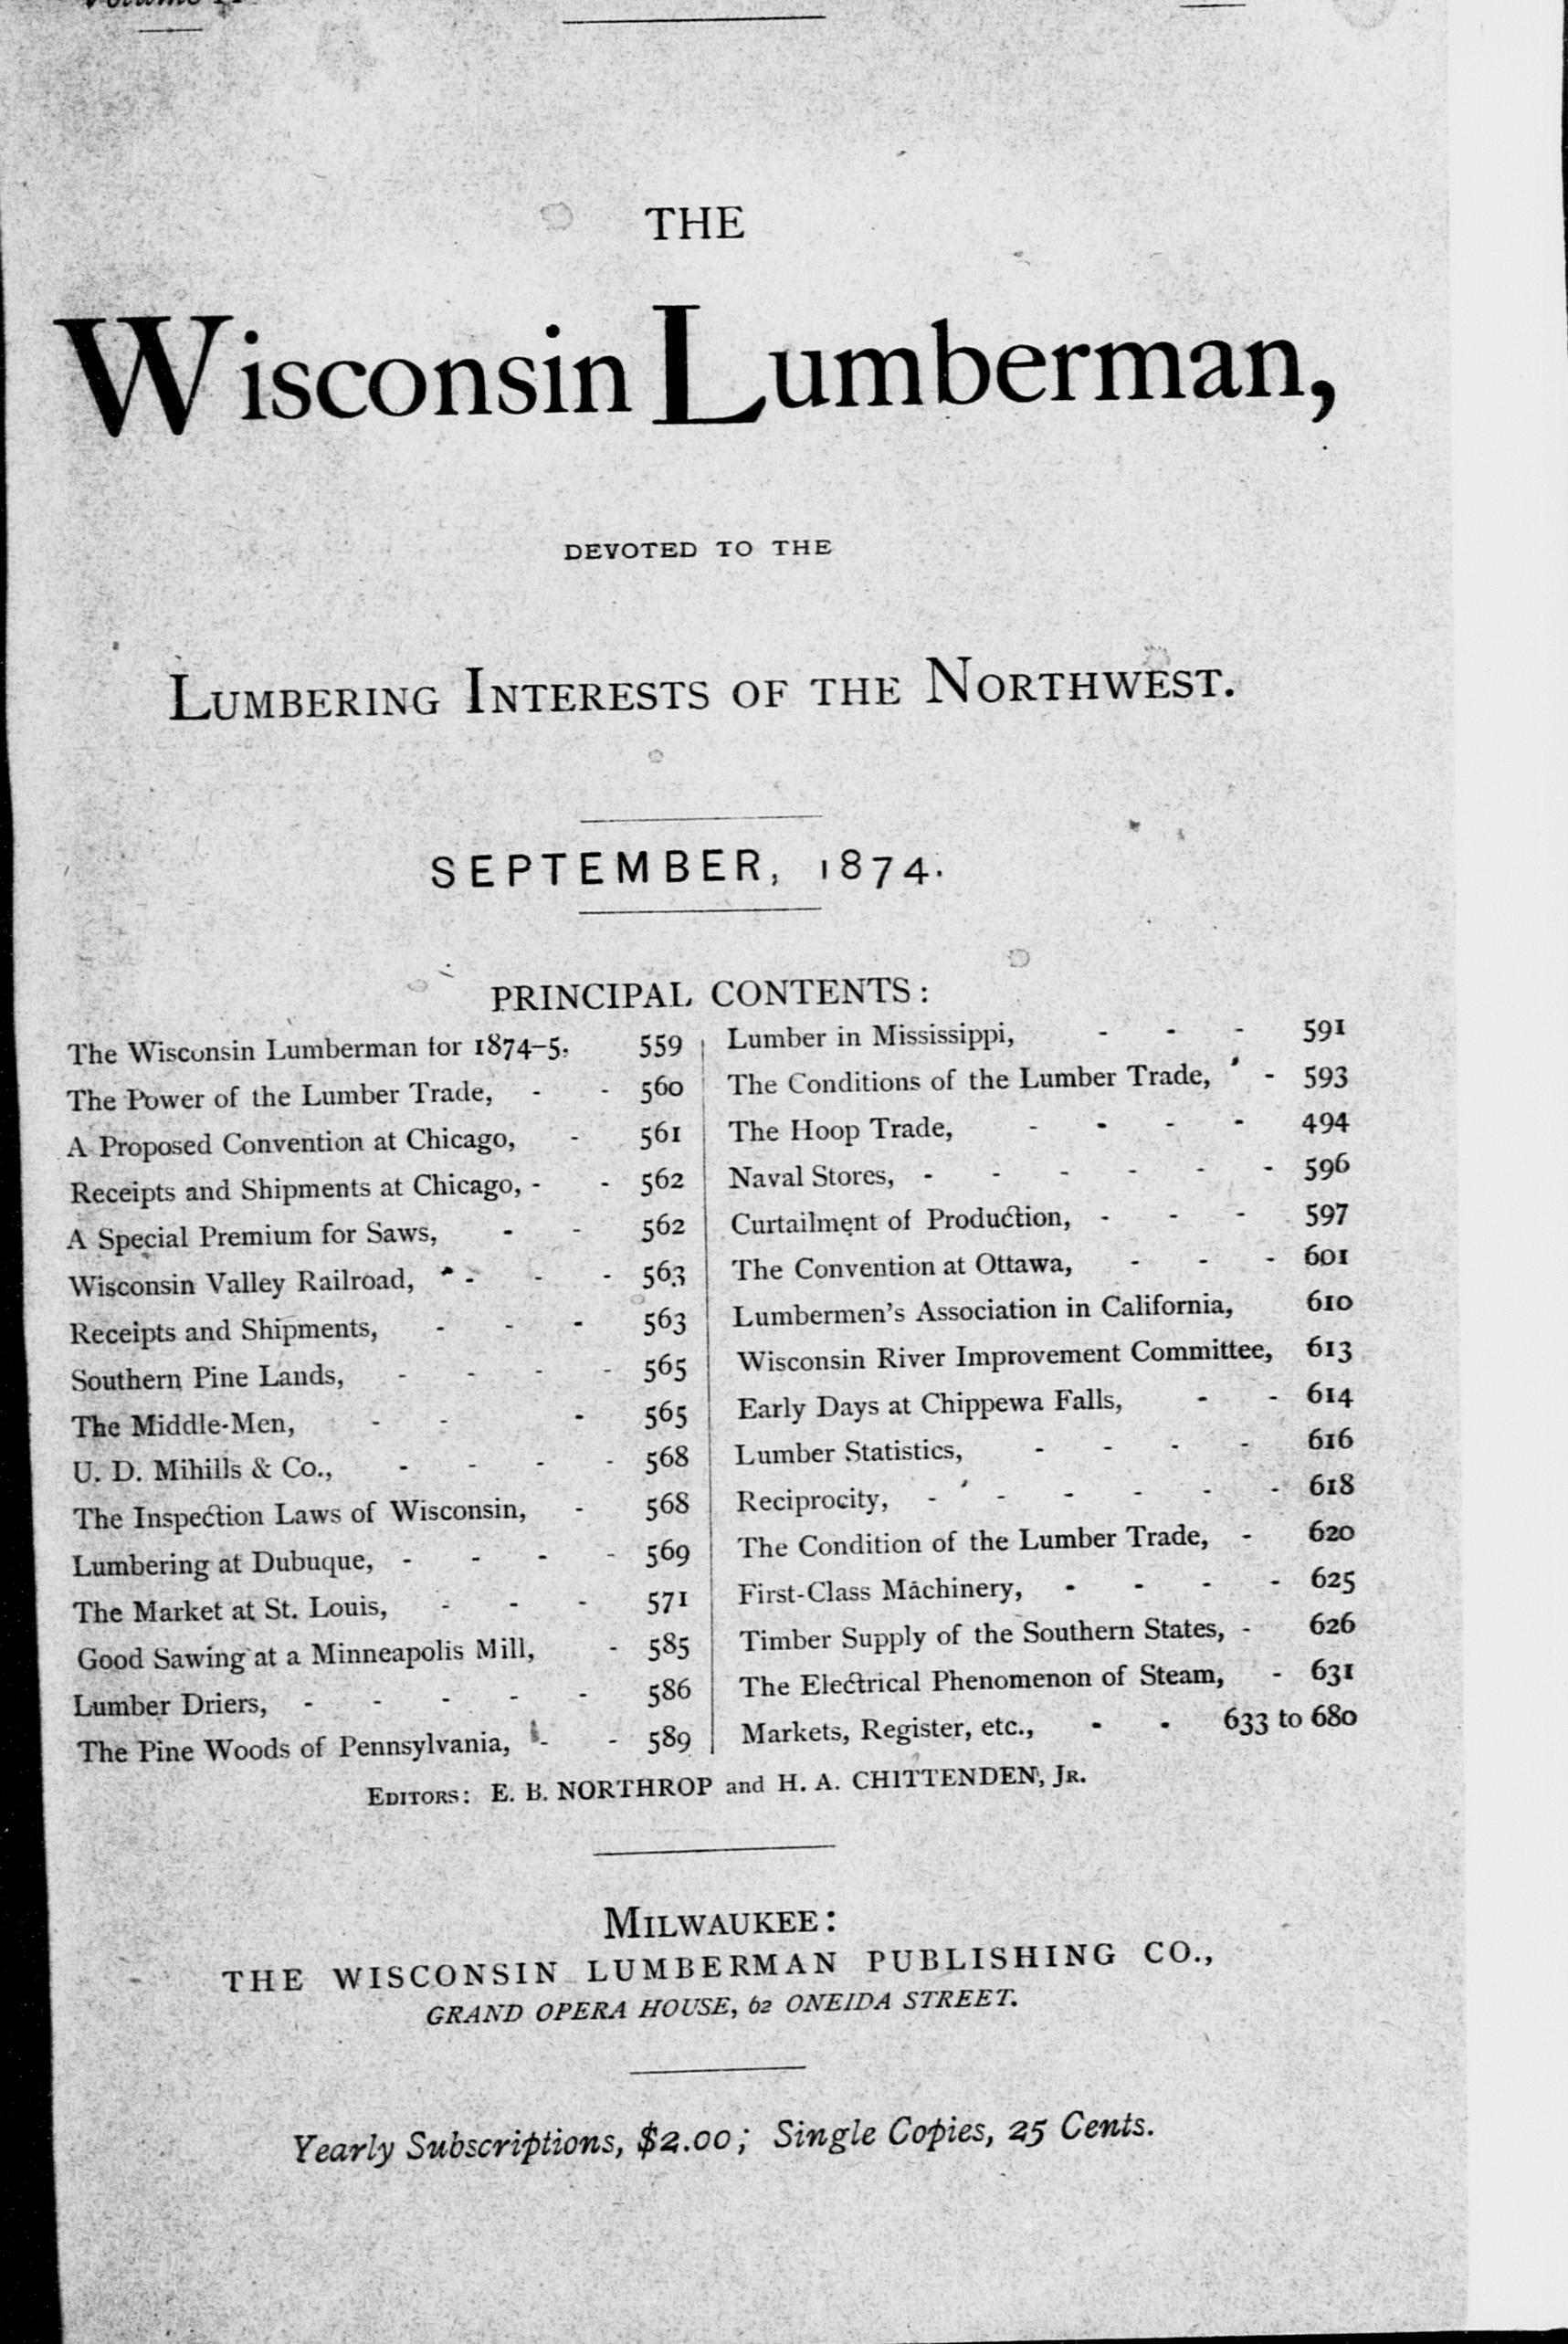 Volume
THE
Wisconsin Lumberman,
DEVOTED TO THE
LUMBERING INTERESTS OF THE NORTHWEST.
SEPTEMBER, 1874.
PRINCIPAL CONTENTS:
The Wisconsin Lumberman for 1874-5, 559
The Power of the Lumber Trade, - - 560
A Proposed Convention at Chicago, - 561
Receipts and Shipments at Chicago, - - 562
A Special Premium for Saws, - - 562
Wisconsin Valley Railroad, - - - 563
Receipts and Shipments, - - - 563
Southern Pine Lands, - - - - 565
The Middle-Men, - - - 565
U. D. Mihills & Co., - - - - 568
The Inspection Laws of Wisconsin, - 568
Lumbering at Dubuque, - - - - 569
The Market at St. Louis, - - - 571
Good Sawing at a Minneapolis Mill, - 585
Lumber Driers, - - - - - 586
The Pine Woods of Pennsylvania, - - 589
Lumber in Mississippi, - - - 591
The Conditions of the Lumber Trade, - 593
The Hoop Trade, - - - - 494
Naval Stores, - - - - - - 596
Curtailment of Production, - - - 597
The Convention at Ottawa, - - - 601
Lumbermen's Association in California, 610
Wisconsin River Improvement Committee, 613
Early Days at Chippewa Falls, - - 614
Lumber Statistics, - - - - 616
Reciprocity, - - - - - - 618
The Condition of the Lumber Trade, - 620
First-Class Machinery, - - - - 625
Timber Supply of the Southern States, - 626
The Electrical Phenomenon of Steam, - 631
Markets, Register, etc., - - 633 to 680
EDITORS: E. B. NORTHROP and H. A. CHITTENDEN, JR.
MILWAUKEE:
THE WISCONSIN LUMBERMAN PUBLISHING CO.,
GRAND OPERA HOUSE, 62 ONEIDA STREET.
Yearly Subscriptions, $2.00; Single Copies, 25 Cents.